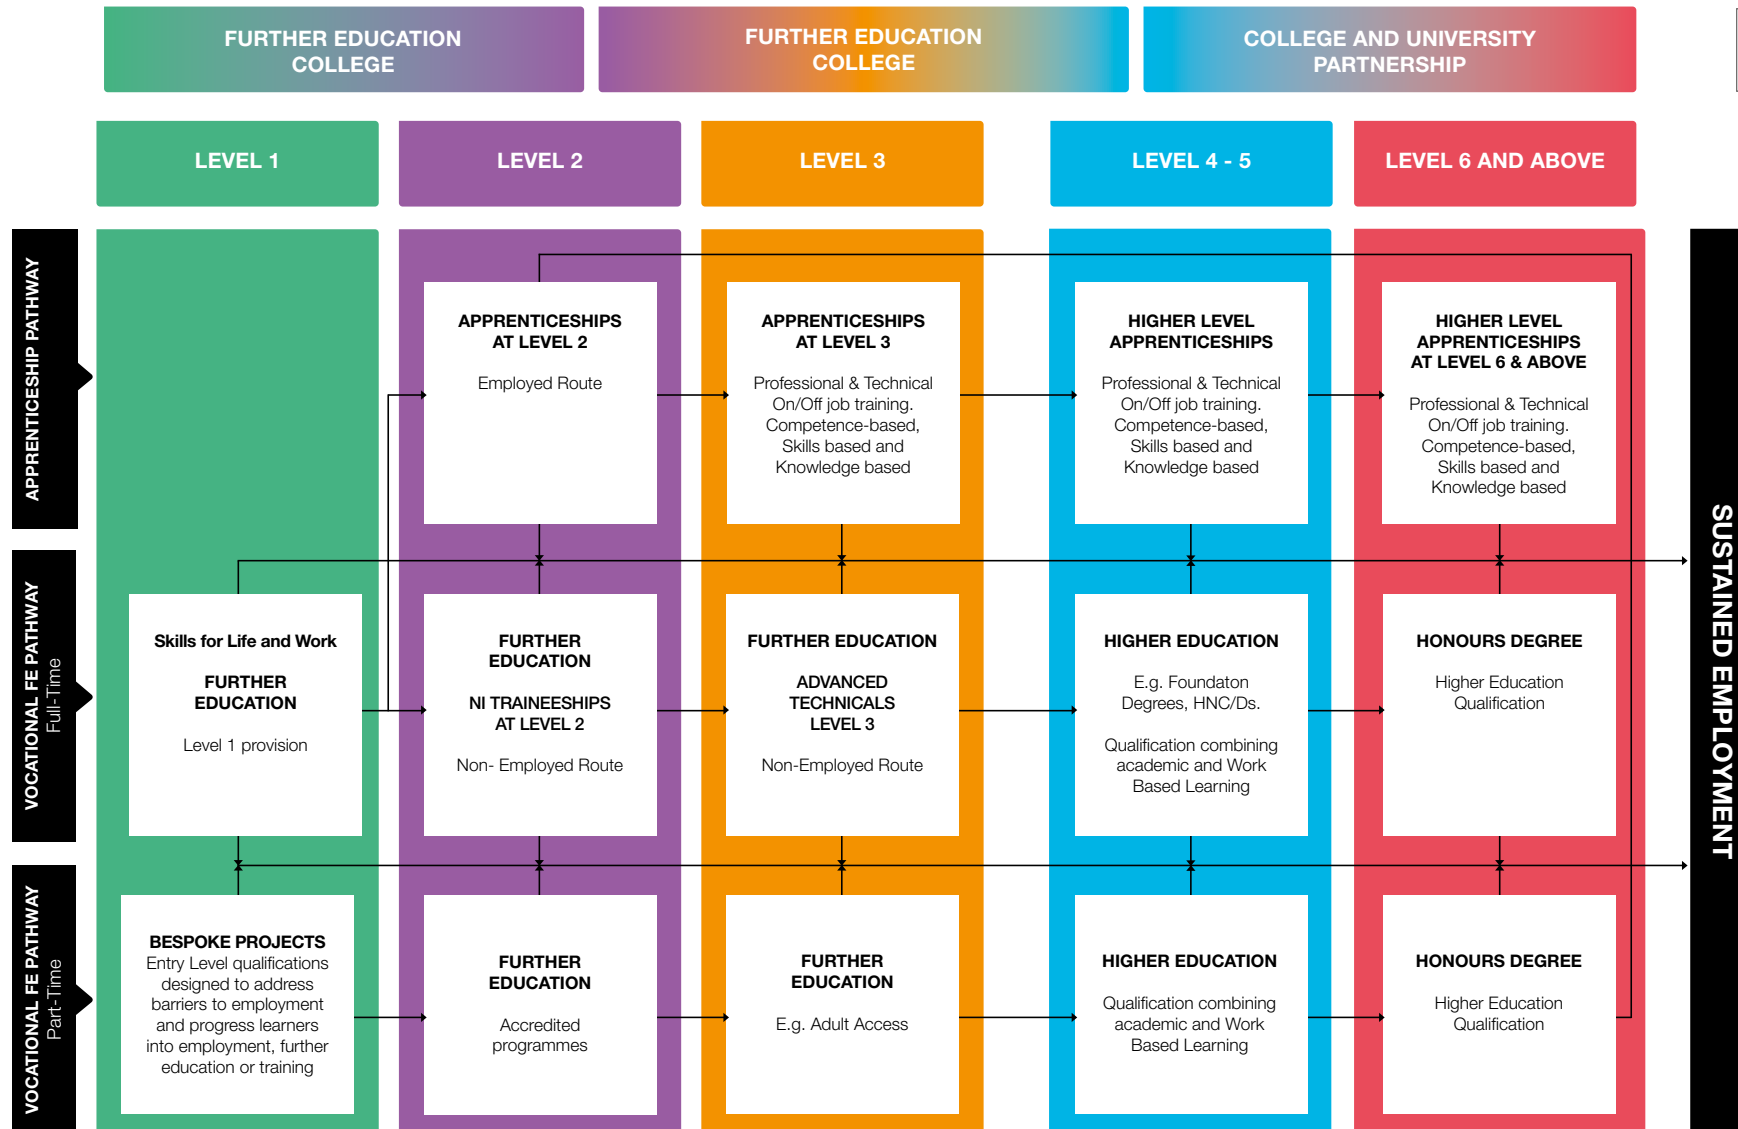 FURTHER EDUCATION
COLLEGE
FURTHER EDUCATION
COLLEGE
COLLEGE AND UNIVERSITY
PARTNERSHIP
LEVEL 1
LEVEL 2
LEVEL 3
LEVEL 4 - 5
LEVEL 6 AND ABOVE
APPRENTICESHIP PATHWAY
APPRENTICESHIPS
AT LEVEL 2
Employed Route
APPRENTICESHIPS
AT LEVEL 3
Professional & Technical
On/Off job training.
Competence-based,
Skills based and
Knowledge based
HIGHER LEVEL
APPRENTICESHIPS
Professional & Technical
On/Off job training.
Competence-based,
Skills based and
Knowledge based
HIGHER LEVEL
APPRENTICESHIPS
AT LEVEL 6 & ABOVE
Professional & Technical
On/Off job training.
Competence-based,
Skills based and
Knowledge based
VOCATIONAL FE PATHWAY
Full-Time
Skills for Life and Work
FURTHER
EDUCATION
Level 1 provision
FURTHER
EDUCATION
NI TRAINEESHIPS
AT LEVEL 2
Non- Employed Route
FURTHER EDUCATION
ADVANCED
TECHNICALS
LEVEL 3
Non-Employed Route
HIGHER EDUCATION
E.g. Foundaton
Degrees, HNC/Ds.
Qualification combining
academic and Work
Based Learning
HONOURS DEGREE
Higher Education
Qualification
VOCATIONAL FE PATHWAY
Part-Time
BESPOKE PROJECTS
Entry Level qualifications
designed to address
barriers to employment
and progress learners
into employment, further
education or training
FURTHER
EDUCATION
Accredited
programmes
FURTHER
EDUCATION
E.g. Adult Access
HIGHER EDUCATION
Qualification combining
academic and Work
Based Learning
HONOURS DEGREE
Higher Education
Qualification
SUSTAINED EMPLOYMENT